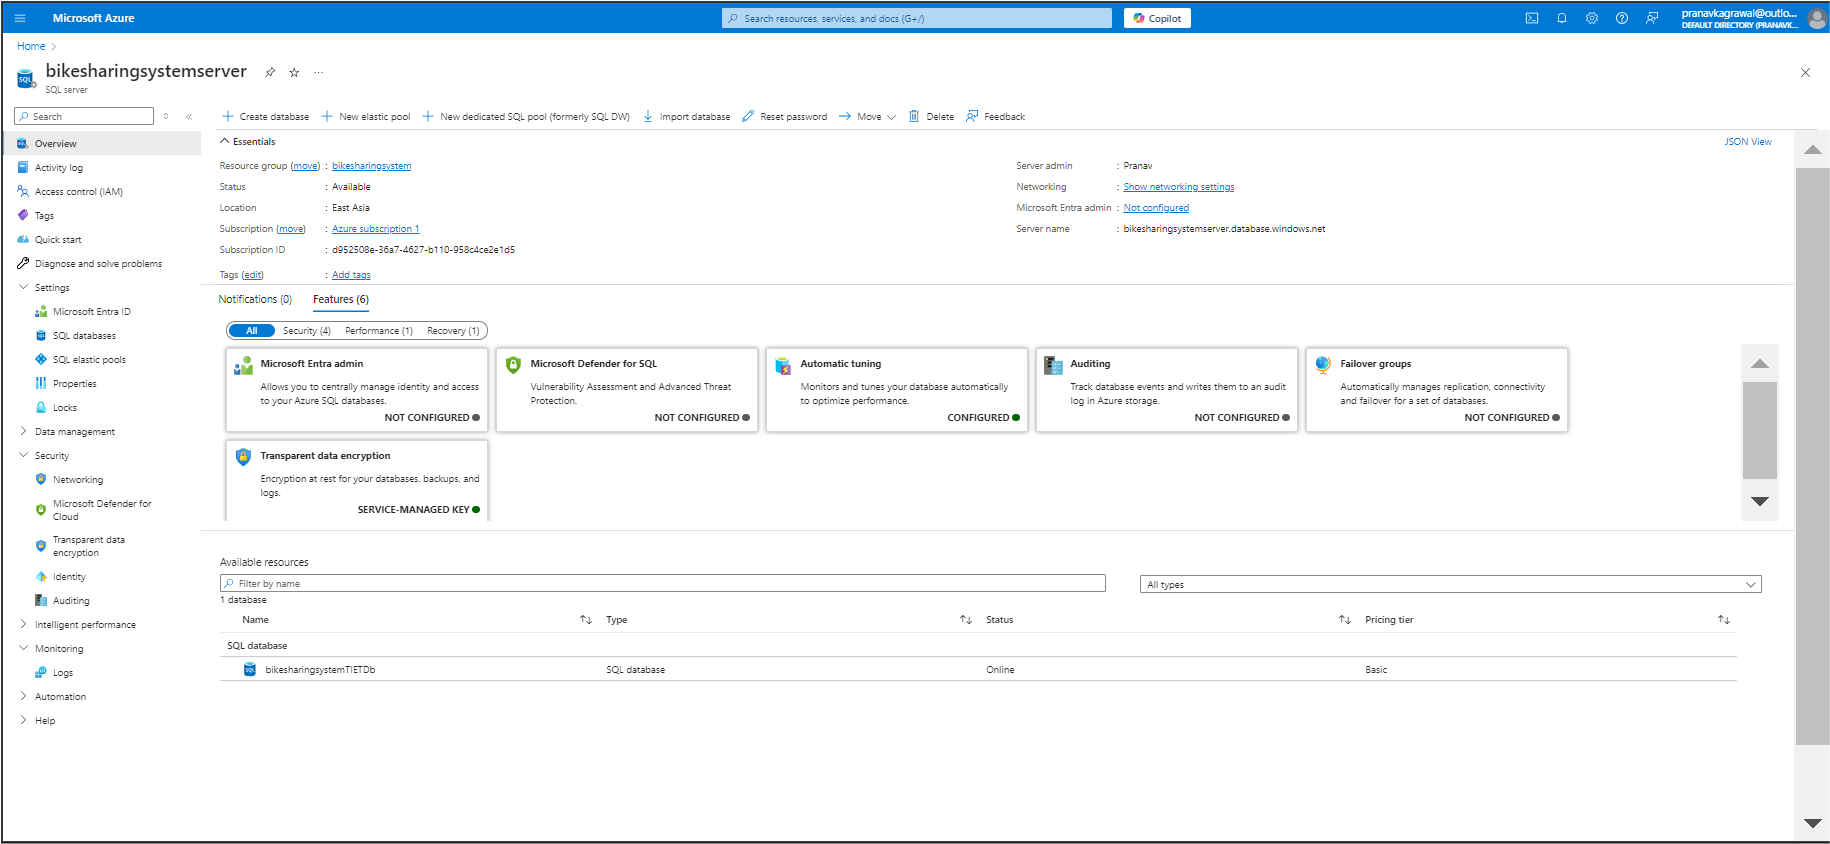 Microsoft Azure
Search resources, services, and docs (G+/)
Copilot
pranavkagrawal@outlo...
DEFAULT DIRECTORY (PRANAVK...
Home
bikesharingsystemserver
SQL server
Search
Overview
Activity log
Access control (IAM)
Tags
Quick start
Diagnose and solve problems
Settings
Microsoft Entra ID
SQL databases
SQL elastic pools
Properties
Locks
Data management
Security
Networking
Microsoft Defender for
Cloud
Transparent data
encryption
Identity
Auditing
Intelligent performance
Monitoring
Logs
Automation
Help
Create database New elastic pool New dedicated SQL pool (formerly SQL DW) Import database Reset password Move Delete Feedback
Essentials
JSON View
Resource group (move) : bikesharingsystem
Status : Available
Location : East Asia
Subscription (move) : Azure subscription 1
Subscription ID : d952508e-36a7-4627-b110-958c4ce2e1d5
Tags (edit) : Add tags
Server admin : Pranav
Networking : Show networking settings
Microsoft Entra admin : Not configured
Server name : bikesharingsystemserver.database.windows.net
Notifications (0) Features (6)
All Security (4) Performance (1) Recovery (1)
Microsoft Entra admin
Allows you to centrally manage identity and access
to your Azure SQL databases.
NOT CONFIGURED
Microsoft Defender for SQL
Vulnerability Assessment and Advanced Threat
Protection.
NOT CONFIGURED
Automatic tuning
Monitors and tunes your database automatically
to optimize performance.
CONFIGURED
Auditing
Track database events and writes them to an audit
log in Azure storage.
NOT CONFIGURED
Failover groups
Automatically manages replication, connectivity
and failover for a set of databases.
NOT CONFIGURED
Transparent data encryption
Encryption at rest for your databases, backups, and
logs.
SERVICE-MANAGED KEY
Available resources
Filter by name
All types
1 database
Name Type Status Pricing tier
SQL database
bikesharingsystemTIETDb SQL database Online Basic